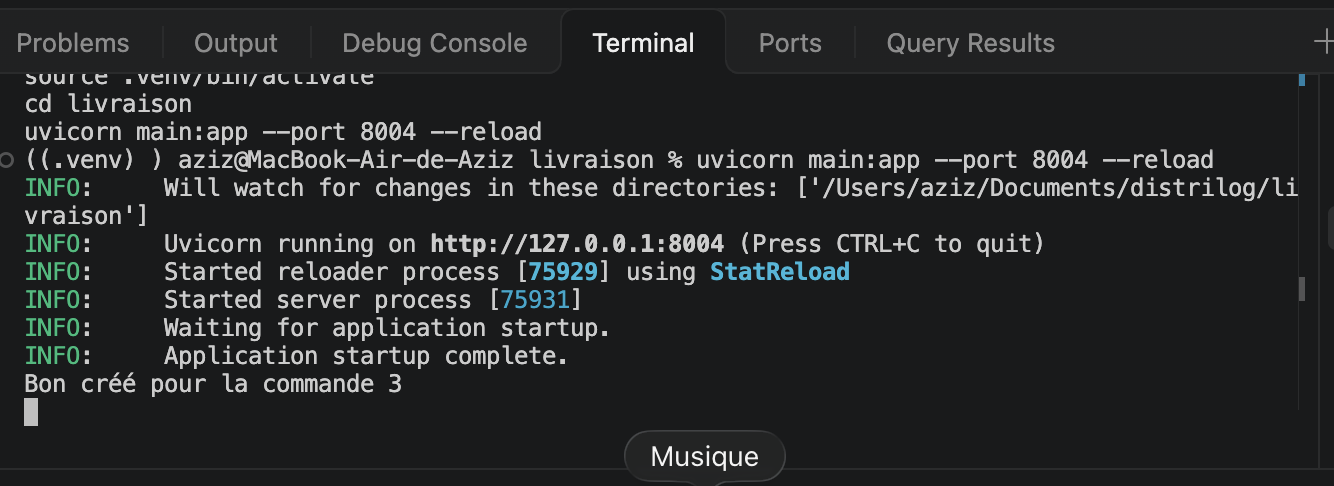 Problems Output Debug Console Terminal Ports Query Results +
source .venv/bin/activate
cd livraison
uvicorn main:app --port 8004 --reload
((.venv) ) aziz@MacBook-Air-de-Aziz livraison % uvicorn main:app --port 8004 --reload
INFO: Will watch for changes in these directories: ['/Users/aziz/Documents/distrilog/li
vraison']
INFO: Uvicorn running on http://127.0.0.1:8004 (Press CTRL+C to quit)
INFO: Started reloader process [75929] using StatReload
INFO: Started server process [75931]
INFO: Waiting for application startup.
INFO: Application startup complete.
Bon créé pour la commande 3
Musique